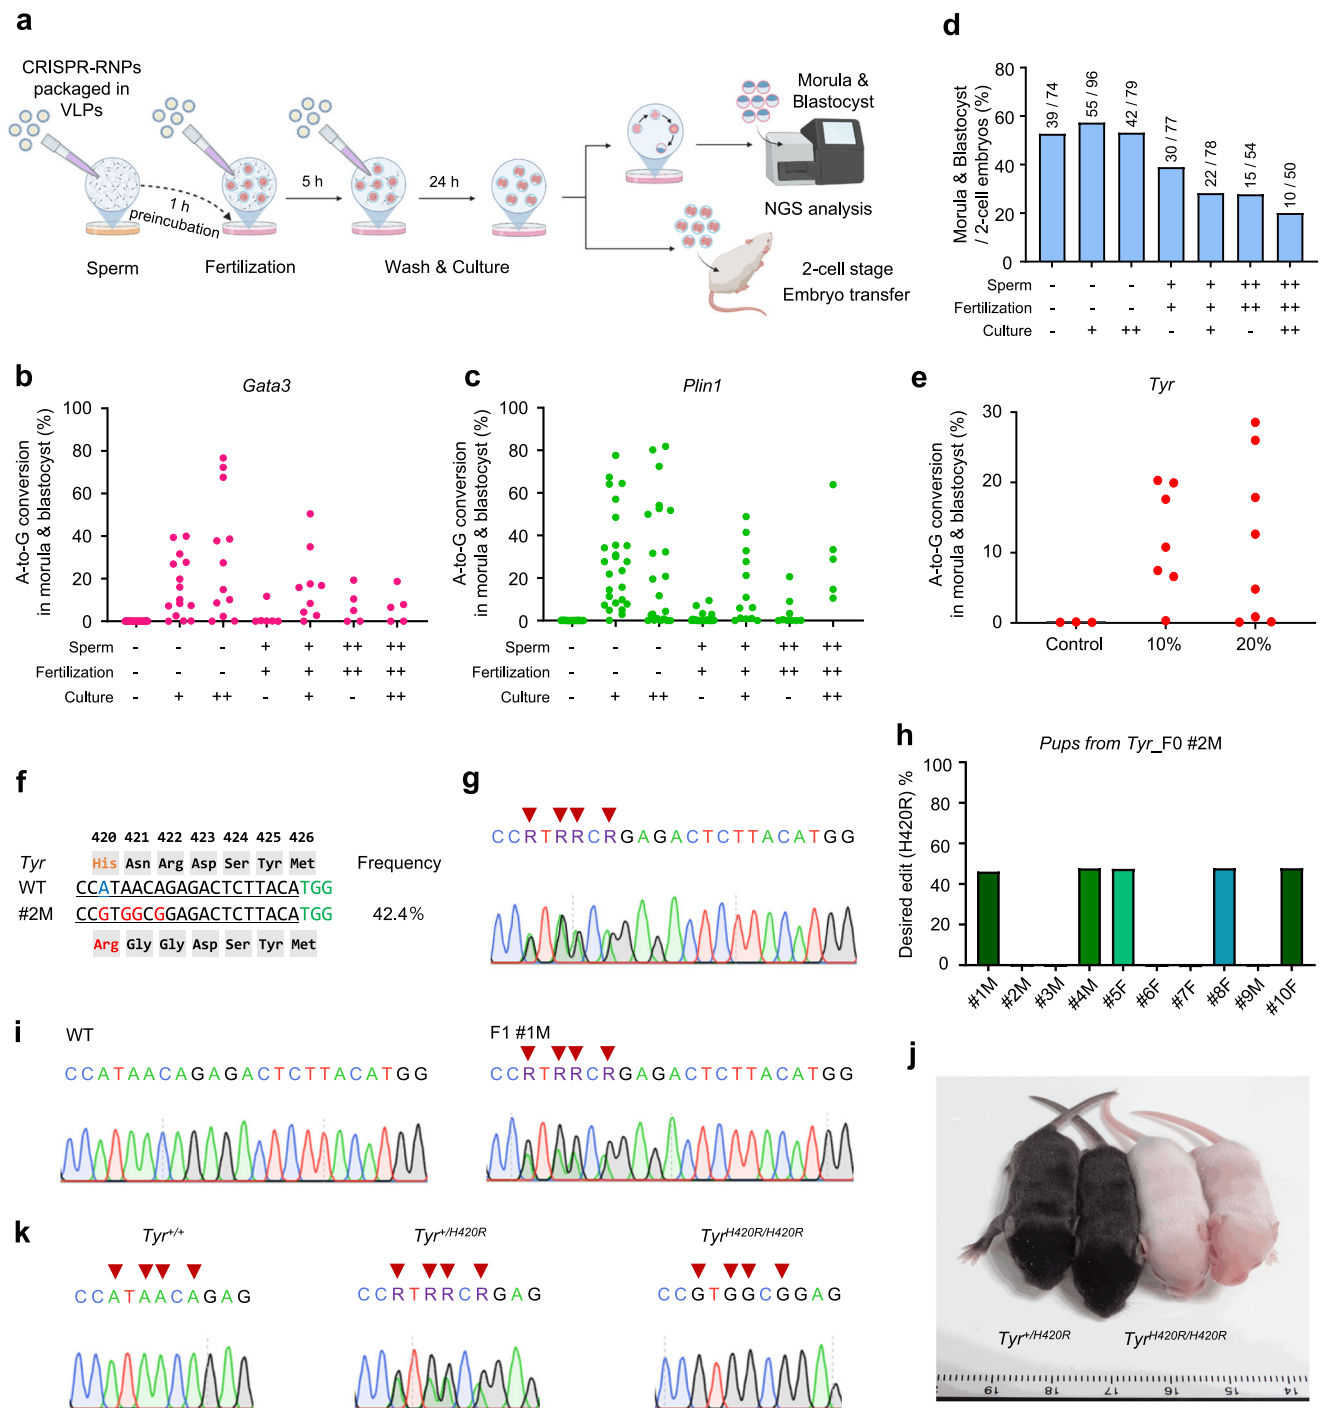 a
CRISPR-RNPs
packaged in
VLPs
1 h
preincubation
5 h
24 h
Sperm
Fertilization
Wash & Culture
Morula &
Blastocyst
NGS analysis
2-cell stage
Embryo transfer
d
Morula & Blastocyst
/ 2-cell embryos (%)
80
60
40
20
0
39 / 74
55 / 96
42 / 79
30 / 77
22 / 78
15 / 54
10 / 50
Sperm - - - + + ++ ++
Fertilization - - - + + ++ ++
Culture - + ++ - + - ++
b
Gata3
A-to-G conversion
in morula & blastocyst (%)
100
80
60
40
20
0
Sperm - - - + + ++ ++
Fertilization - - - + + ++ ++
Culture - + ++ - + - ++
c
Plin1
A-to-G conversion
in morula & blastocyst (%)
100
80
60
40
20
0
Sperm - - - + + ++ ++
Fertilization - - - + + ++ ++
Culture - + ++ - + - ++
e
Tyr
A-to-G conversion
in morula & blastocyst (%)
30
20
10
0
Control 10% 20%
f
420 421 422 423 424 425 426
Tyr His Asn Arg Asp Ser Tyr Met Frequency
WT CCATAACAGAGACTCTTACATGG
#2M CCGTGGCGGAGACTCTTACATGG 42.4%
Arg Gly Gly Asp Ser Tyr Met
g
CCRTRRCRGAGACTCTTACATGG
h
Pups from Tyr_F0 #2M
Desired edit (H420R) %
100
80
60
40
20
0
#1M #2M #3M #4M #5F #6F #7F #8F #9M #10F
i
WT
CCATAACAGAGACTCTTACATGG
F1 #1M
CCRTRRCRGAGACTCTTACATGG
j
Tyr+/H420R TyrH420R/H420R
19 18 17 16 15 14
k
Tyr+/+
CCATAACAGAG
Tyr+/H420R
CCRTRRCRGAG
TyrH420R/H420R
CCGTGGCGGAG